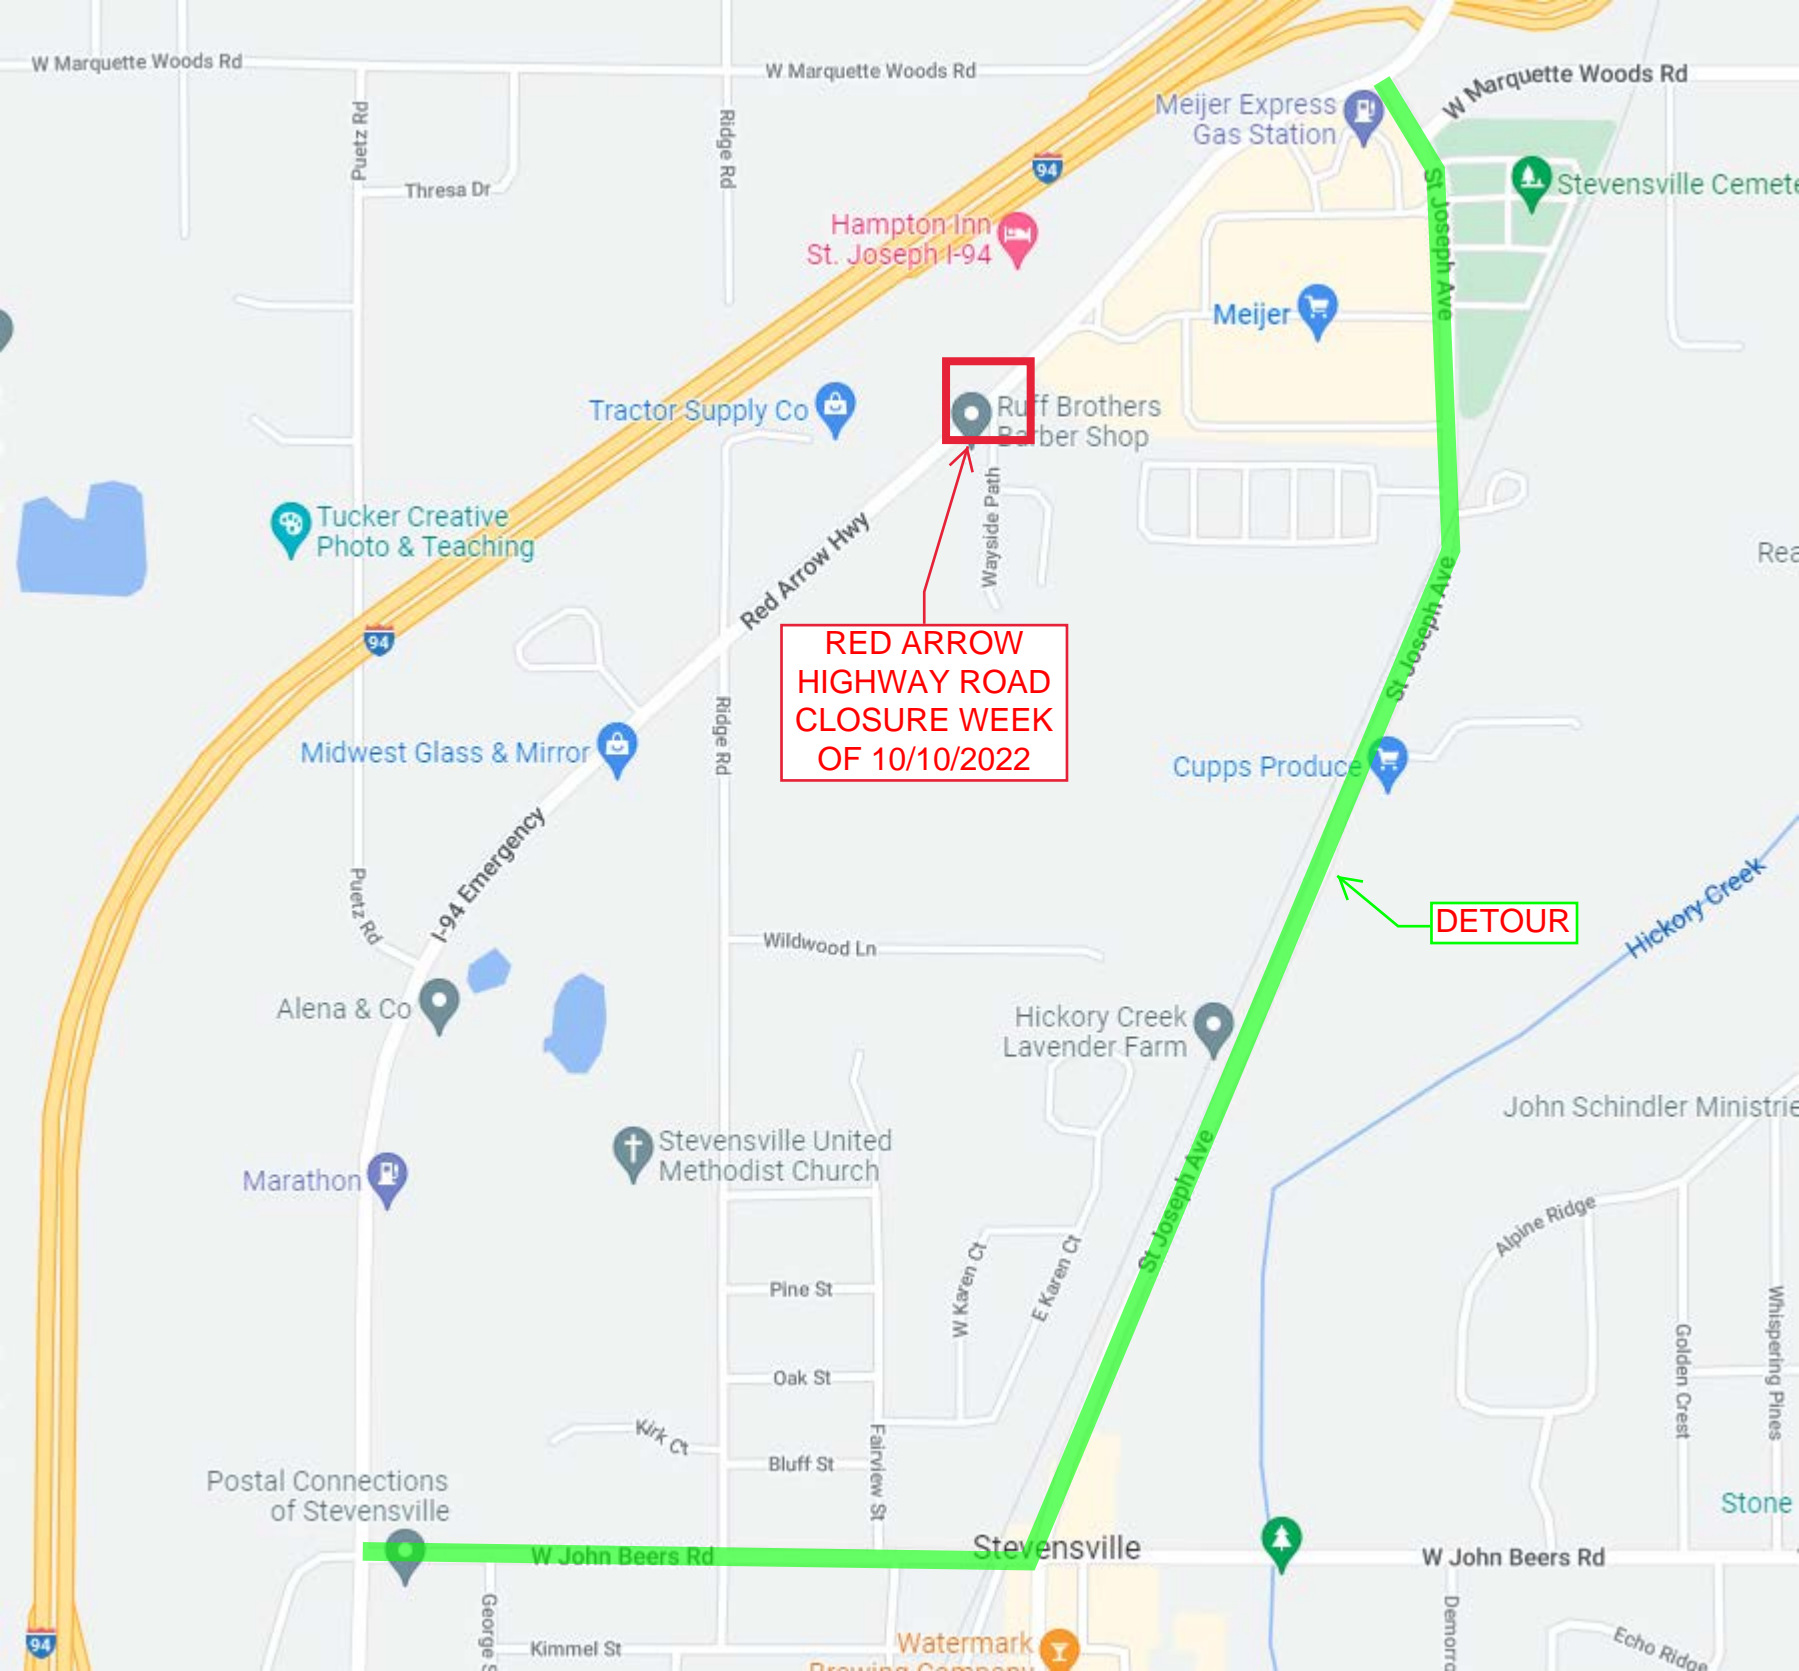 W Marquette Woods Rd
W Marquette Woods Rd
W Marquette Woods Rd
Puetz Rd
Ridge Rd
Meijer Express
Gas Station
94
Thresa Dr
St Joseph Ave
Stevensville Cemete
Hampton Inn
St. Joseph I-94
Meijer
Tractor Supply Co
Ruff Brothers
Barber Shop
Wayside Path
Tucker Creative
Photo & Teaching
Red Arrow Hwy
Rea
St Joseph Ave
94
RED ARROW
HIGHWAY ROAD
CLOSURE WEEK
OF 10/10/2022
Ridge Rd
Midwest Glass & Mirror
Cupps Produce
I-94 Emergency
Puetz Rd
DETOUR
Hickory Creek
Wildwood Ln
Alena & Co
Hickory Creek
Lavender Farm
John Schindler Ministrie
Stevensville United
Methodist Church
Marathon
St Joseph Ave
Alpine Ridge
W Karen Ct
E Karen Ct
Pine St
Whispering Pines
Golden Crest
Oak St
Kirk Ct
Bluff St
Fairview St
Postal Connections
of Stevensville
Stone
W John Beers Rd
Stevensville
W John Beers Rd
George S
Demorro
94
Kimmel St
Watermark
Brewing Company
Echo Ridge